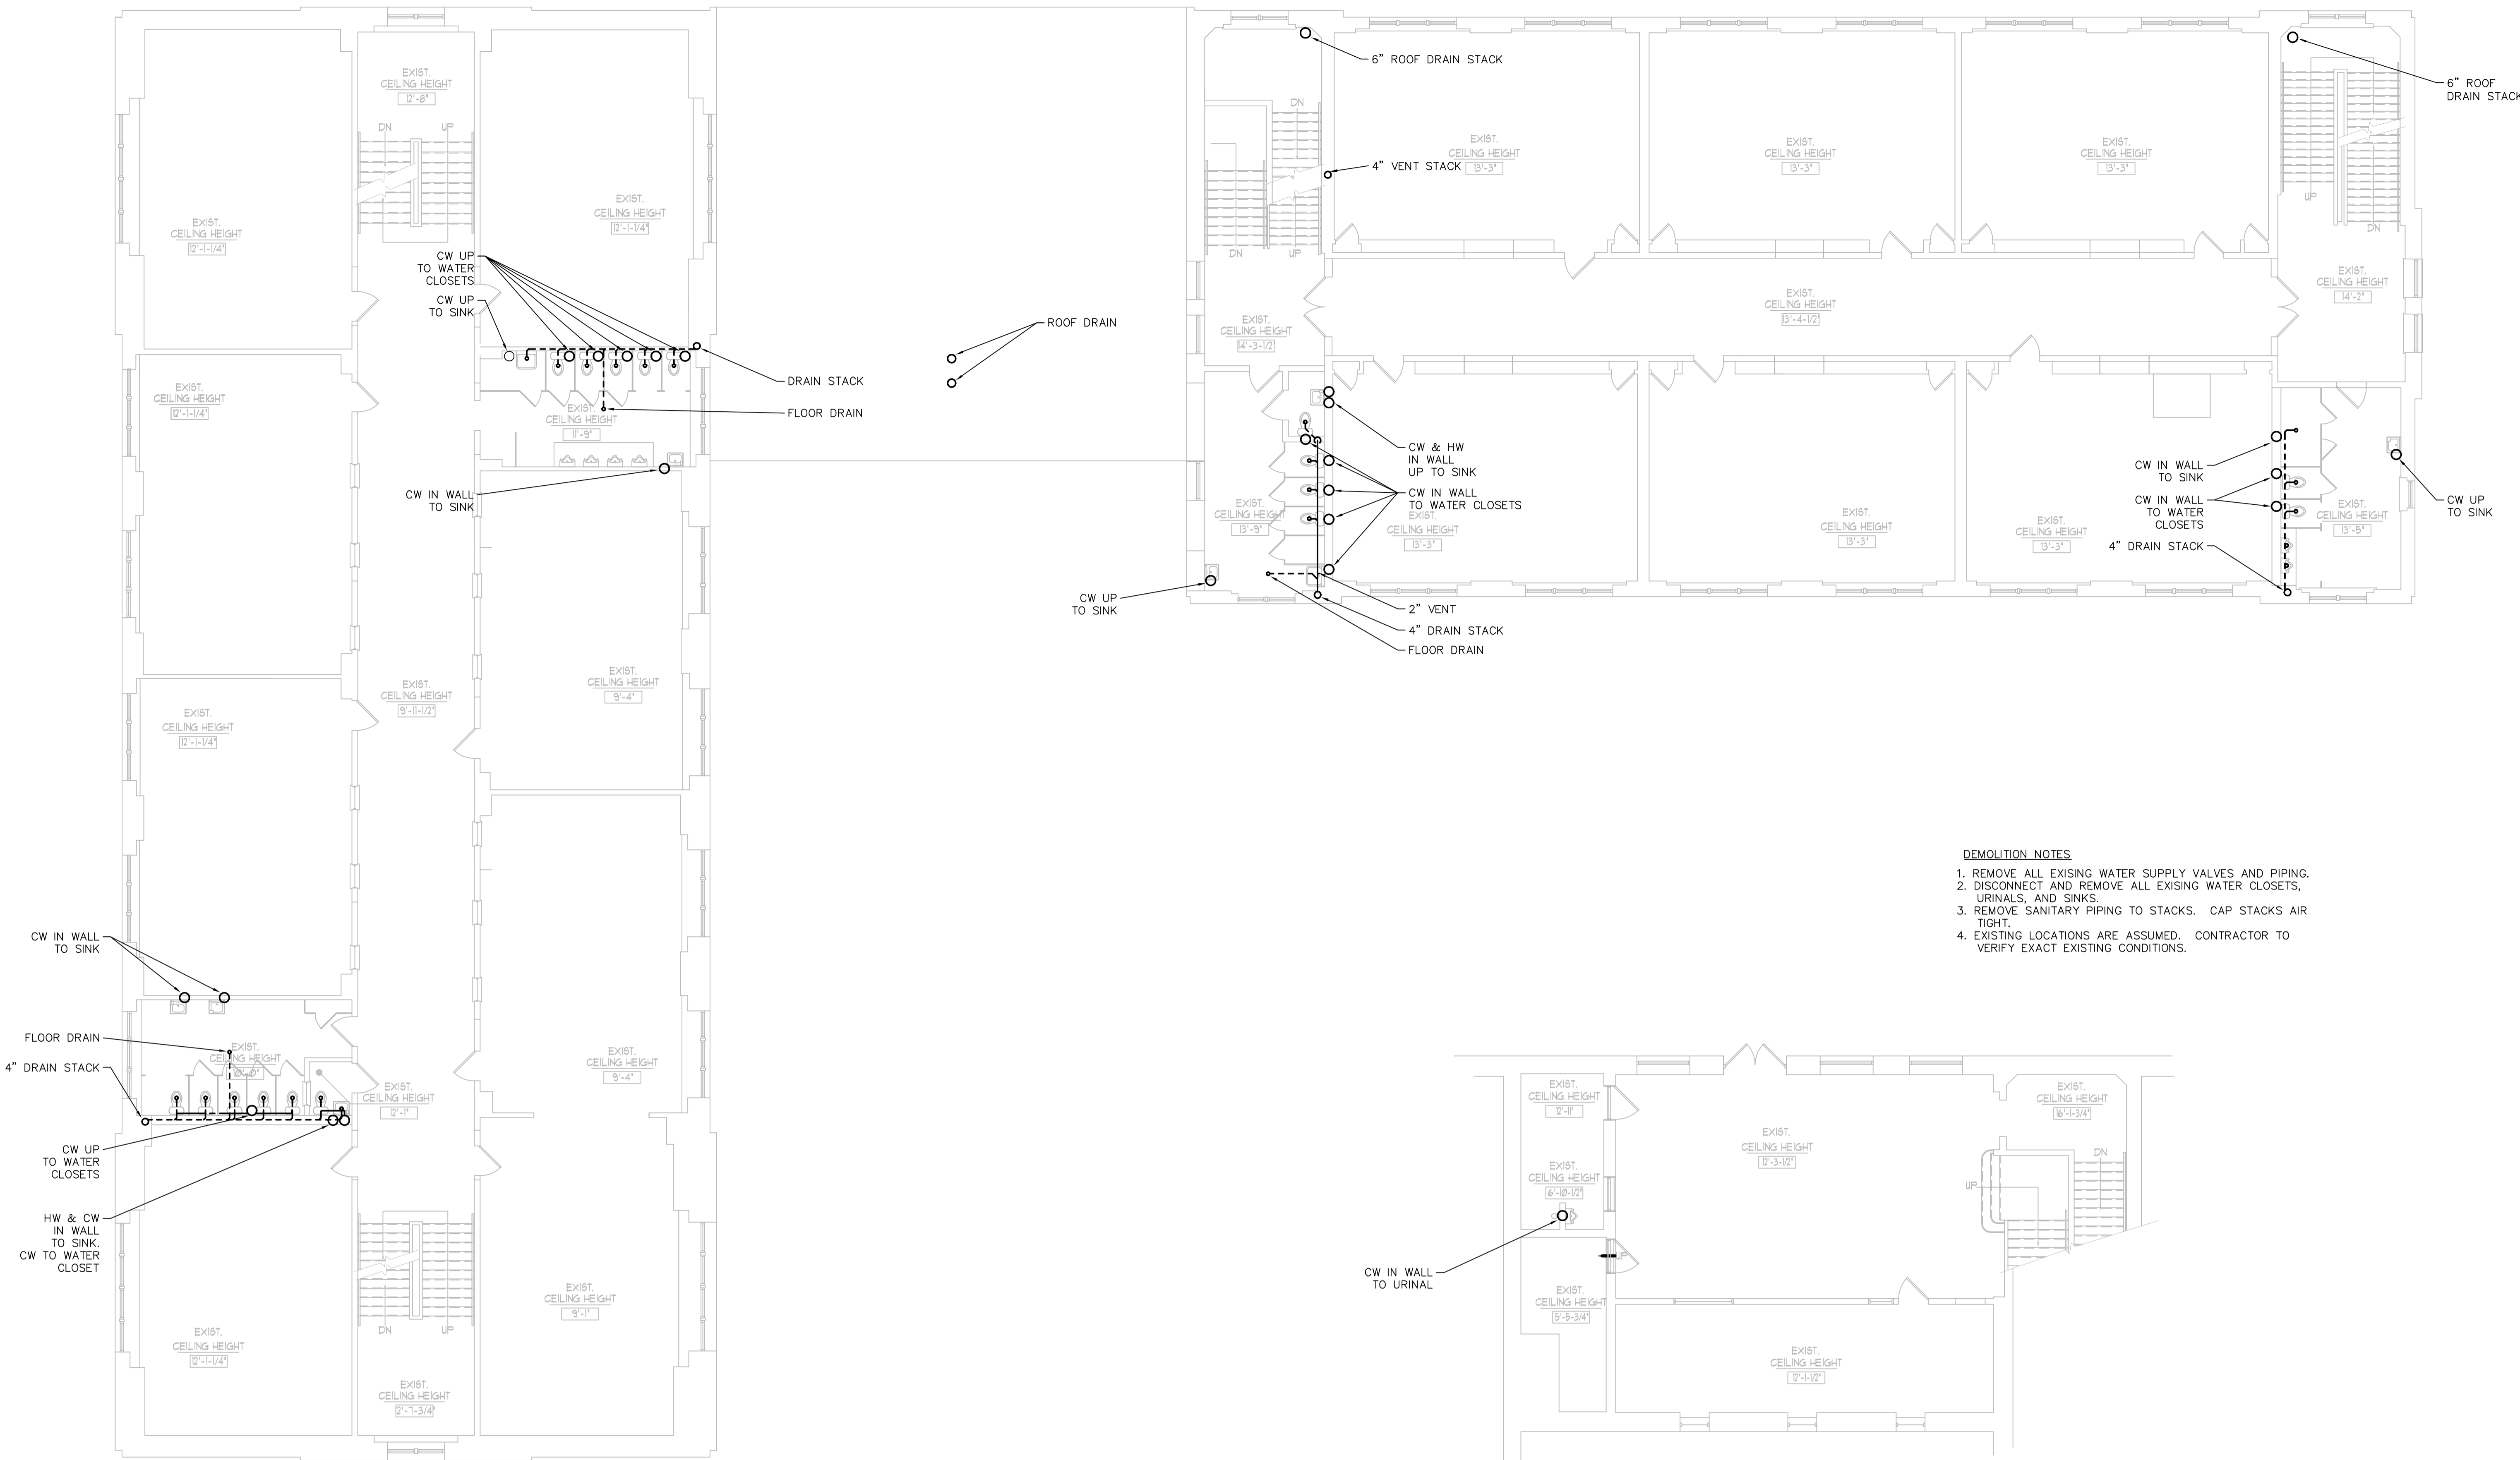 EXIST.
CEILING HEIGHT
12'-8"
DN
UP
EXIST.
CEILING HEIGHT
12'-1-1/4"
EXIST.
CEILING HEIGHT
12'-1-1/4"
CW UP
TO WATER
CLOSETS
CW UP
TO SINK
DRAIN STACK
FLOOR DRAIN
EXIST.
CEILING HEIGHT
11'-9"
CW IN WALL
TO SINK
EXIST.
CEILING HEIGHT
12'-1-1/4"
EXIST.
CEILING HEIGHT
9'-4"
EXIST.
CEILING HEIGHT
9'-11-1/2"
EXIST.
CEILING HEIGHT
12'-1-1/4"
CW IN WALL
TO SINK
FLOOR DRAIN
4” DRAIN STACK
EXIST.
CEILING HEIGHT
EXIST.
CEILING HEIGHT
12'-1"
EXIST.
CEILING HEIGHT
9'-4"
CW UP
TO WATER
CLOSETS
HW & CW
IN WALL
TO SINK.
CW TO WATER
CLOSET
DN
UP
EXIST.
CEILING HEIGHT
9'-1"
EXIST.
CEILING HEIGHT
12'-1-1/4"
EXIST.
CEILING HEIGHT
12'-7-3/4"
ROOF DRAIN
6” ROOF DRAIN STACK
DN
4” VENT STACK
DN
UP
EXIST.
CEILING HEIGHT
13'-3"
EXIST.
CEILING HEIGHT
13'-3"
EXIST.
CEILING HEIGHT
13'-3"
6” ROOF
DRAIN STACK
UP
DN
EXIST.
CEILING HEIGHT
14'-2"
EXIST.
CEILING HEIGHT
13'-4-1/2"
EXIST.
CEILING HEIGHT
14'-3-1/2"
CW & HW
IN WALL
UP TO SINK
CW IN WALL
TO WATER CLOSETS
EXIST.
CEILING HEIGHT
13'-3"
EXIST.
CEILING HEIGHT
13'-9"
CW UP
TO SINK
2” VENT
4” DRAIN STACK
FLOOR DRAIN
EXIST.
CEILING HEIGHT
13'-3"
EXIST.
CEILING HEIGHT
13'-3"
CW IN WALL
TO SINK
CW IN WALL
TO WATER
CLOSETS
4” DRAIN STACK
EXIST.
CEILING HEIGHT
13'-5"
CW UP
TO SINK
DEMOLITION NOTES
1. REMOVE ALL EXISING WATER SUPPLY VALVES AND PIPING.
2. DISCONNECT AND REMOVE ALL EXISING WATER CLOSETS,
URINALS, AND SINKS.
3. REMOVE SANITARY PIPING TO STACKS. CAP STACKS AIR
TIGHT.
4. EXISTING LOCATIONS ARE ASSUMED. CONTRACTOR TO
VERIFY EXACT EXISTING CONDITIONS.
EXIST.
CEILING HEIGHT
12'-11"
EXIST.
CEILING HEIGHT
12'-3-1/2"
EXIST.
CEILING HEIGHT
16'-1-3/4"
DN
UP
EXIST.
CEILING HEIGHT
6'-10-1/2"
UP
CW IN WALL
TO URINAL
EXIST.
CEILING HEIGHT
5'-5-3/4"
EXIST.
CEILING HEIGHT
12'-1-1/2"